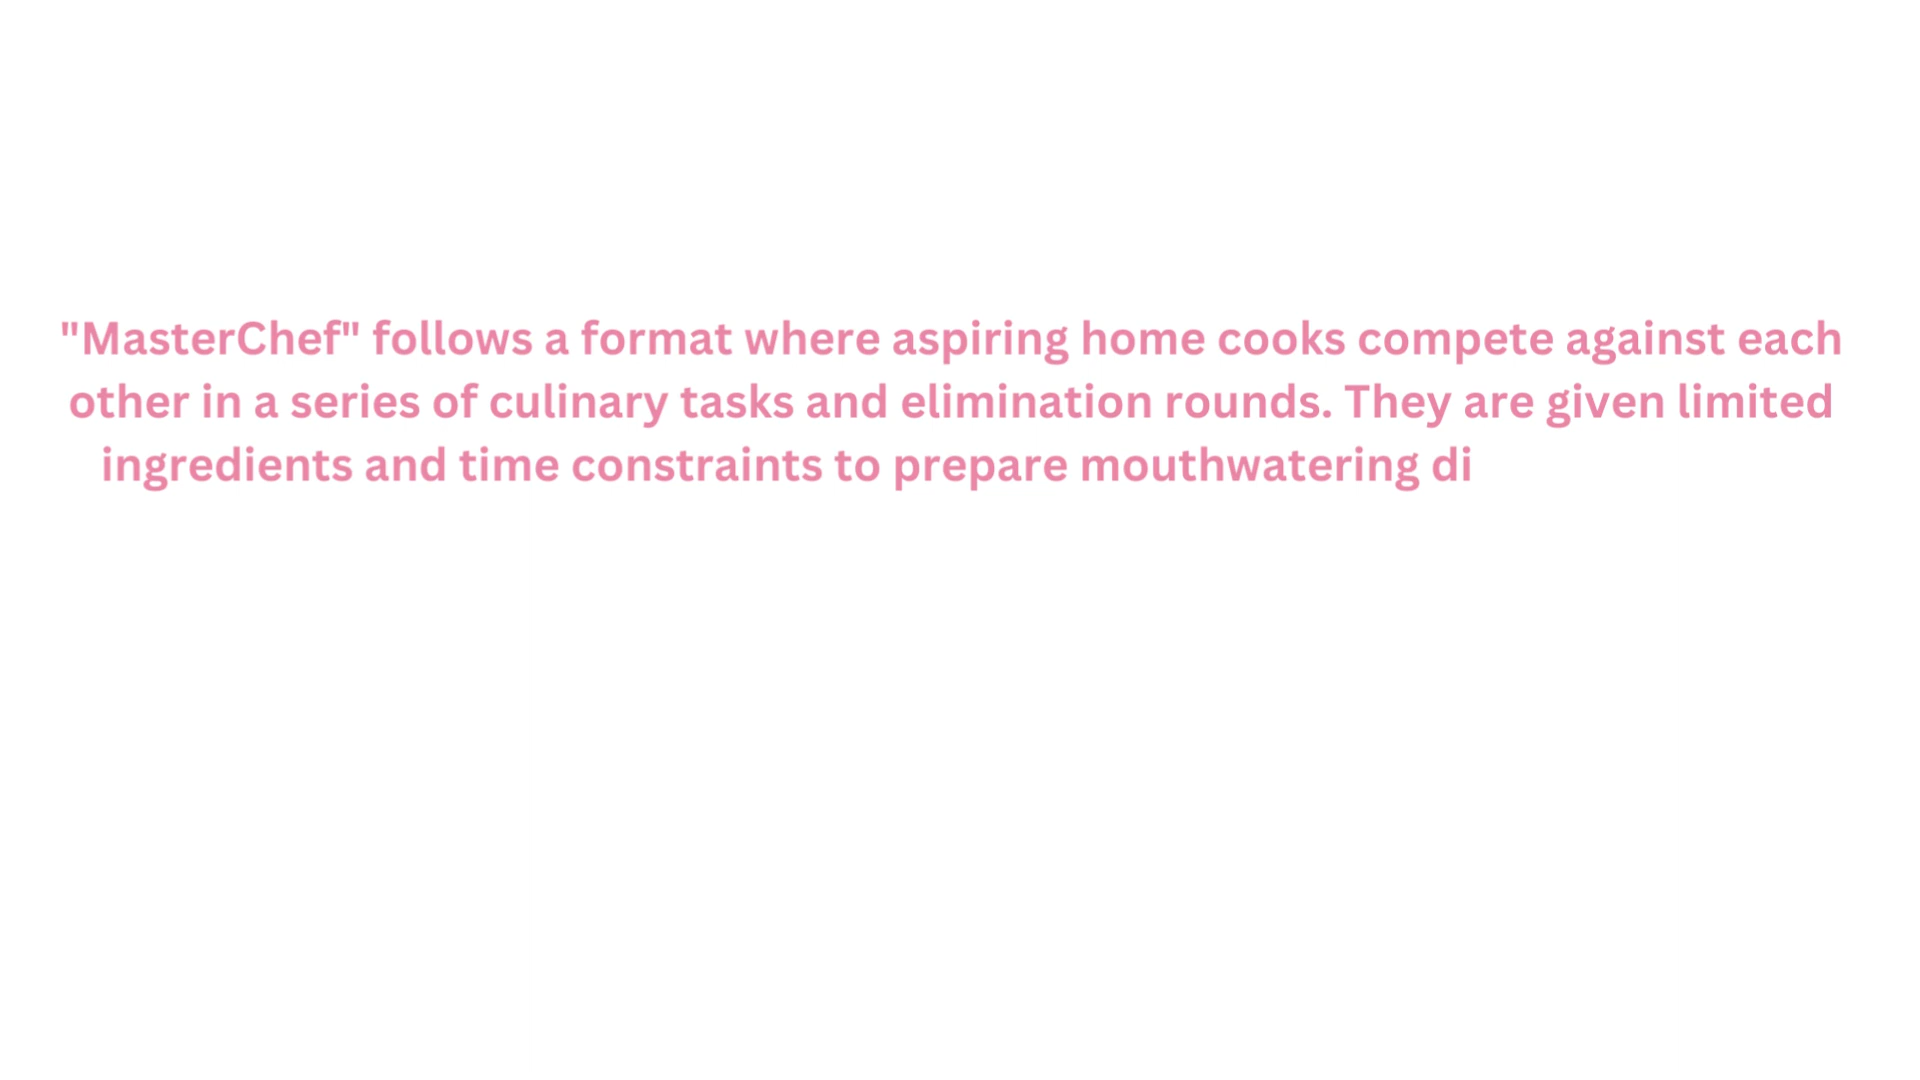 "MasterChef" follows a format where aspiring home cooks compete against each
other in a series of culinary tasks and elimination rounds. They are given limited
ingredients and time constraints to prepare mouthwatering di